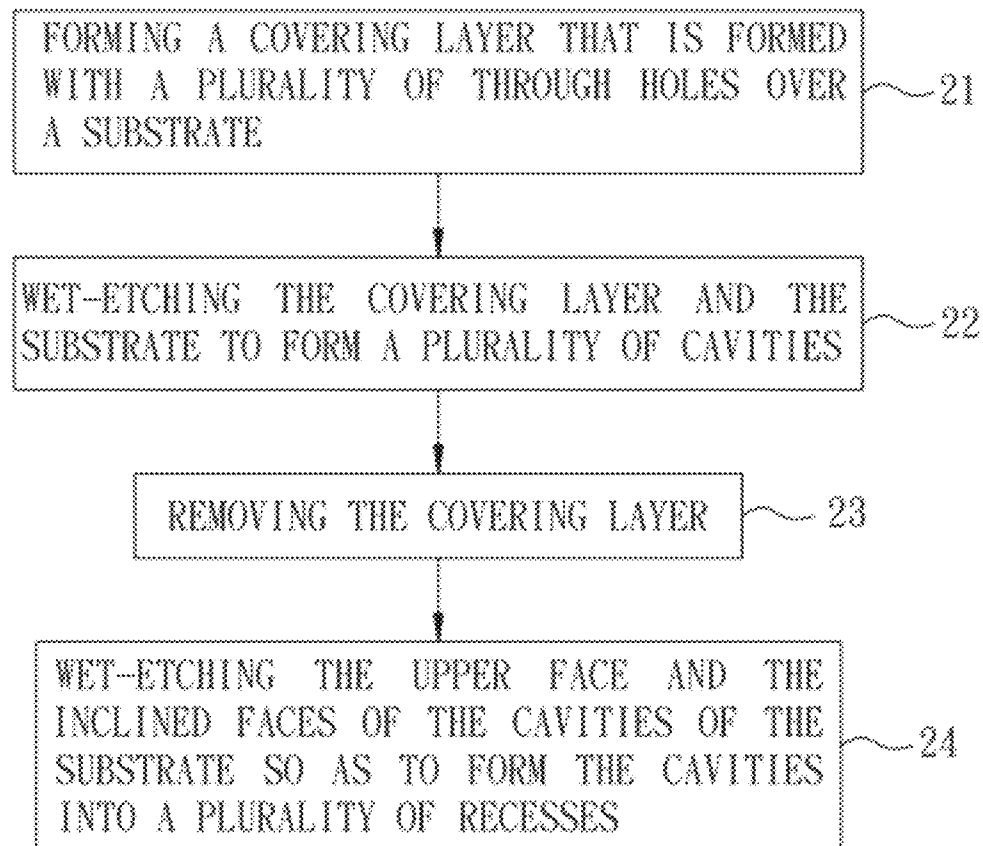 FORMING A COVERING LAYER THAT IS FORMED
WITH A PLURALITY OF THROUGH HOLES OVER
A SUBSTRATE
21
WET-ETCHING THE COVERING LAYER AND THE
SUBSTRATE TO FORM A PLURALITY OF CAVITIES
22
REMOVING THE COVERING LAYER
23
WET-ETCHING THE UPPER FACE AND THE
INCLINED FACES OF THE CAVITIES OF THE
SUBSTRATE SO AS TO FORM THE CAVITIES
INTO A PLURALITY OF RECESSES
24